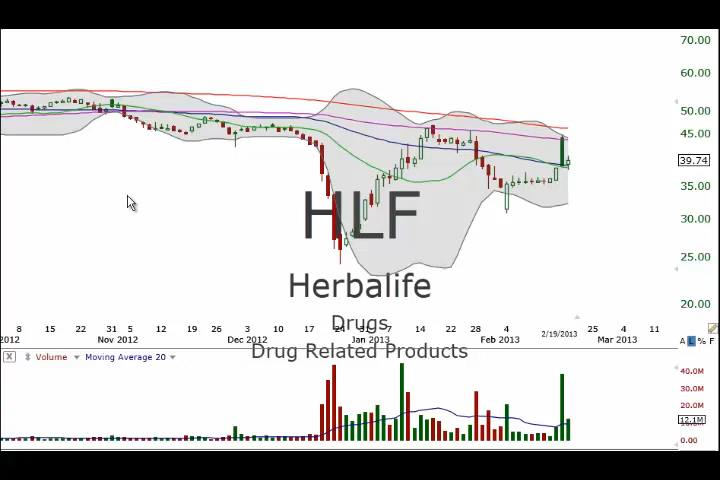 70.00
60.00
50.00
45.00
39.74
35.00
30.00
25.00
20.00
HLF
Herbalife
Drugs
Drug Related Products
8 15 22 31 5 12 19 26 3 10 17 24 31 7 14 22 28 4 2/19/2013 25 4 11
2012 Nov 2012 Dec 2012 Jan 2013 Feb 2013 Mar 2013
A L % F
X Volume Moving Average 20
40.0M
30.0M
20.0M
12.1M
0.00